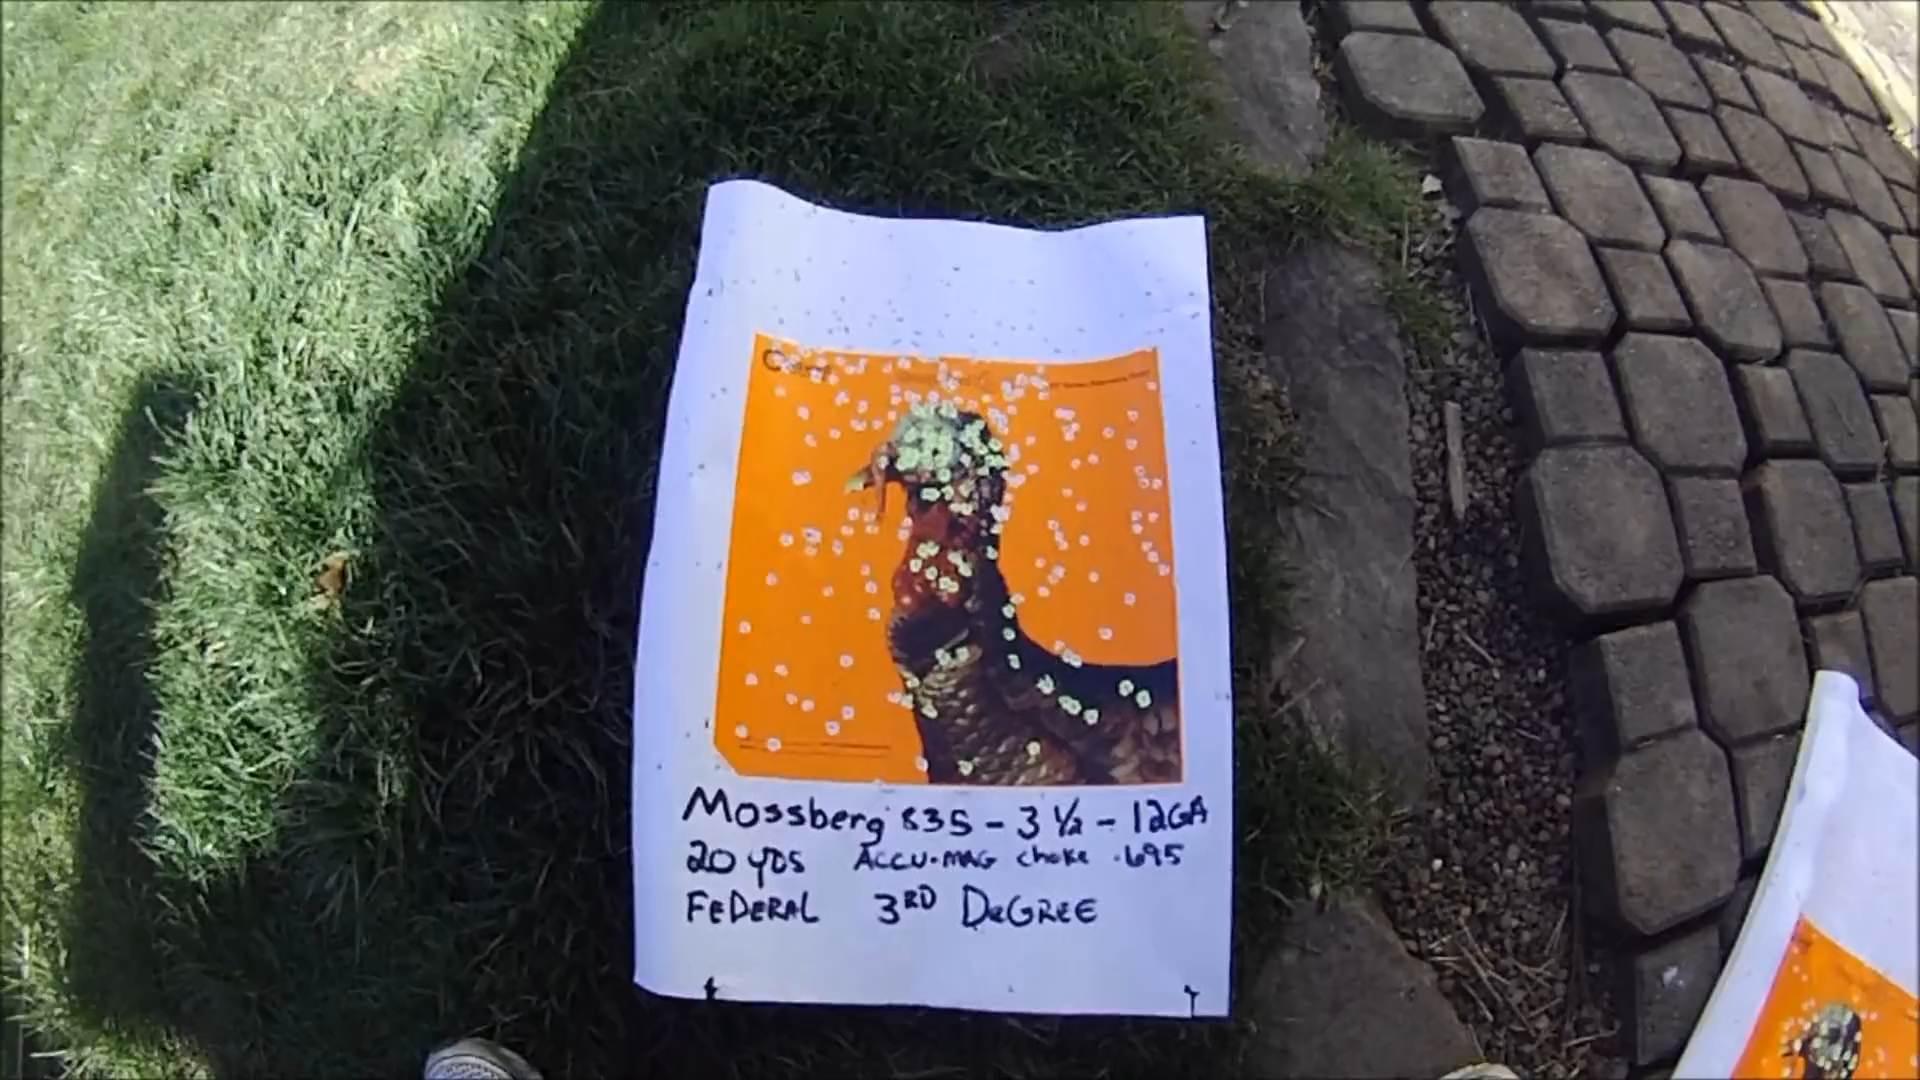 Mossberg 835 - 3 1/2 - 12GA
20 YDS ACCU-MAG choke .695
FEDERAL 3RD DeGREE